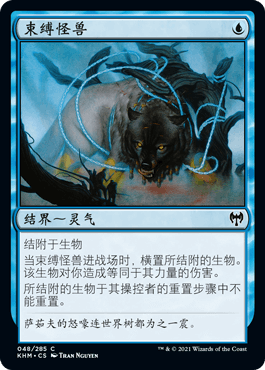 束缚怪兽
结界～灵气
结附于生物
当束缚怪兽进战场时，横置所结附的生物。
该生物对你造成等同于其力量的伤害。
所结附的生物于其操控者的重置步骤中不
能重置。
萨茹夫的怒嚎连世界树都为之一震。
048/285 C
KHM • CS TRAN NGUYEN
™ & © 2021 Wizards of the Coast